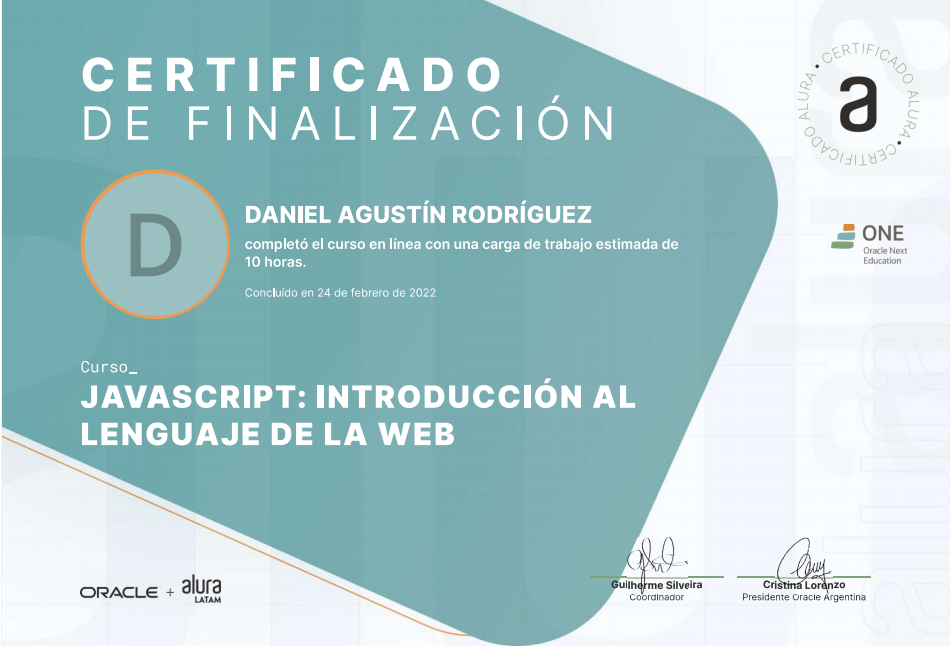 CERTIFICADO
DE FINALIZACIÓN
CERTIFICADO ALURA • CERTIFICADO ALURA •
a
D
DANIEL AGUSTÍN RODRÍGUEZ
completó el curso en línea con una carga de trabajo estimada de
10 horas.
Concluído en 24 de febrero de 2022
ONE
Oracle Next
Education
Curso_
JAVASCRIPT: INTRODUCCIÓN AL
LENGUAJE DE LA WEB
ORACLE + alura
LATAM
Guilherme Silveira
Coordinador
Cristina Lorenzo
Presidente Oracle Argentina